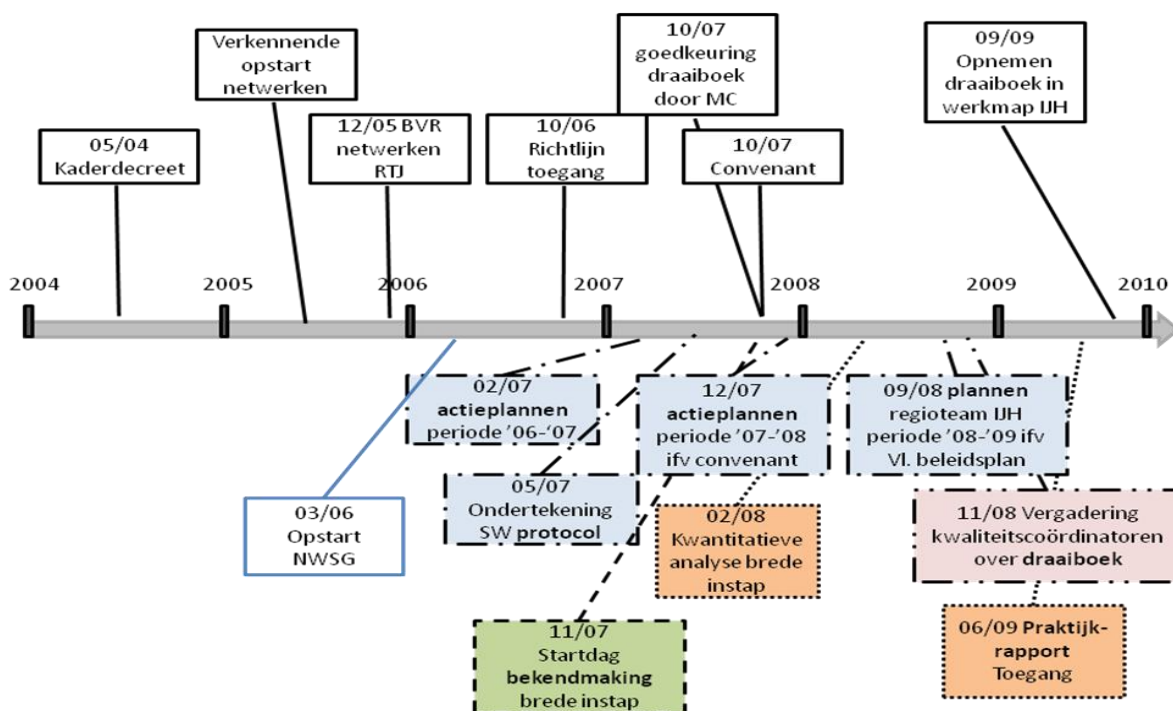 Verkennende
opstart
netwerken
10/07
goedkeuring
draaiboek
door MC
09/09
Opnemen
draaiboek in
werkmap IJH
05/04
Kaderdecreet
12/05 BVR
netwerken
RTJ
10/06
Richtlijn
toegang
10/07
Convenant
2004
2005
2006
2007
2008
2009
2010
02/07
actieplannen
periode ’06-‘07
12/07
actieplannen
periode ’07-’08
ifv convenant
09/08 plannen
regioteam IJH
periode ’08-’09 ifv
Vl. beleidsplan
03/06
Opstart
NWSG
05/07
Ondertekening
SW protocol
02/08
Kwantitatieve
analyse brede
instap
11/08 Vergadering
kwaliteitscoördinatoren
over draaiboek
11/07
Startdag
bekendmaking
brede instap
06/09 Praktijk-
rapport
Toegang